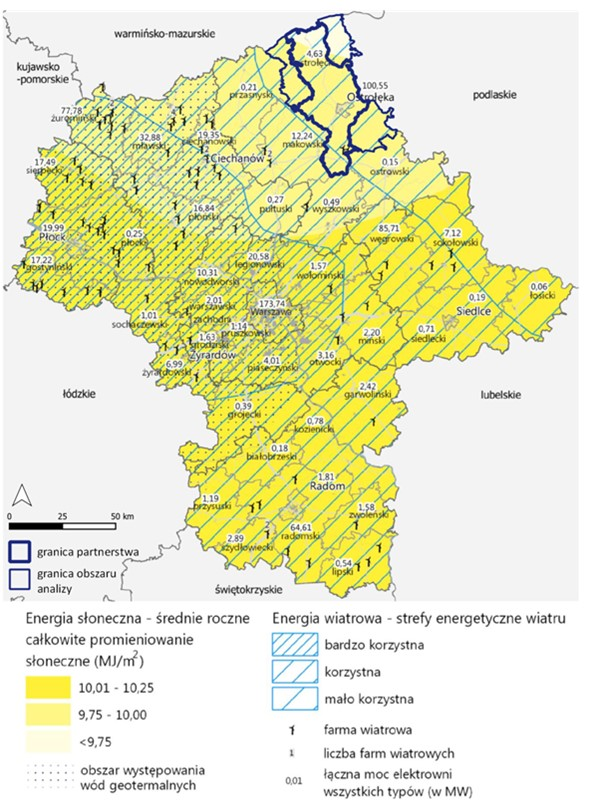 warmińsko-mazurskie
kujawsko
-pomorskie
podlaskie
4,63
ostrołęcki
100,55
Ostrołęka
0,21
przasnyski
77,78
żuromiński
32,88
mławski
19,35
ciechanowski
Ciechanów
12,24
makowski
0,15
ostrowski
17,49
sierpecki
16,84
płoński
0,27
pułtuski
0,49
wyszkowski
19,99
Płock
0,25
płocki
85,71
węgrowski
7,12
sokołowski
17,22
gostyniński
20,58
legionowski
10,31
nowodworski
1,57
wołomiński
0,06
łosicki
2,01
warszawski
zachodni
173,74
Warszawa
0,19
Siedlce
1,01
sochaczewski
1,14
pruszkowski
1,63
grodziski
Żyrardów
2,20
miński
0,71
siedlecki
6,99
żyrardowski
4,01
piaseczyński
3,16
otwocki
2,42
garwoliński
łódzkie
lubelskie
0,39
grójecki
0,78
kozienicki
0,18
białobrzeski
1,81
Radom
1,19
przysuski
1,58
zwoleński
2,89
szydłowiecki
2
64,61
radomski
0,54
lipski
świętokrzyskie
0 25 50 km
granica partnerstwa
granica obszaru
analizy
Energia słoneczna - średnie roczne
całkowite promieniowanie
słoneczne (MJ/m²)
10,01 - 10,25
9,75 - 10,00
<9,75
obszar występowania
wód geotermalnych
Energia wiatrowa - strefy energetyczne wiatru
bardzo korzystna
korzystna
mało korzystna
farma wiatrowa
1 liczba farm wiatrowych
0,01 łączna moc elektrowni
wszystkich typów (w MW)